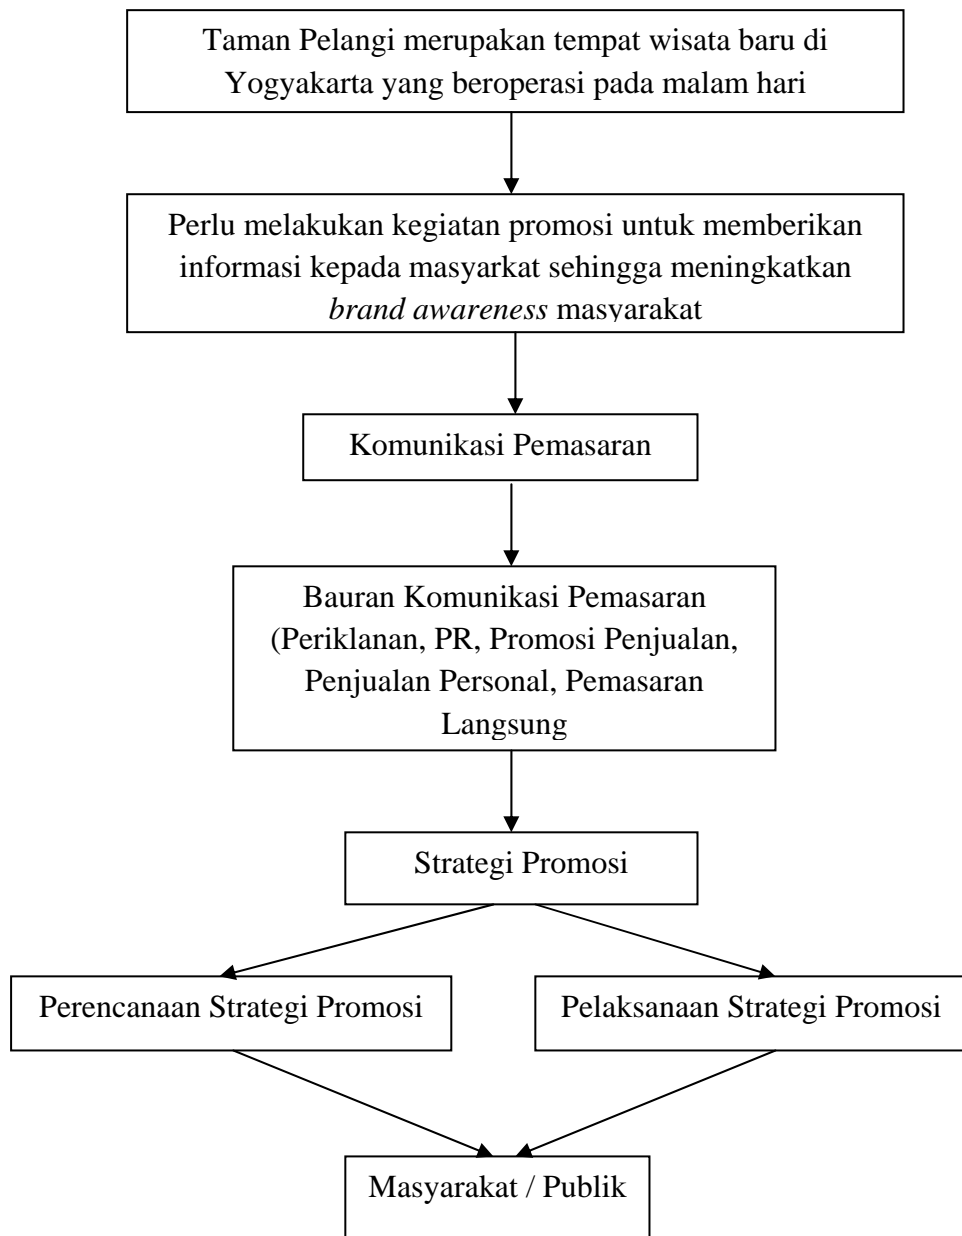 Taman Pelangi merupakan tempat wisata baru di
Yogyakarta yang beroperasi pada malam hari
Perlu melakukan kegiatan promosi untuk memberikan
informasi kepada masyarkat sehingga meningkatkan
brand awareness masyarakat
Komunikasi Pemasaran
Bauran Komunikasi Pemasaran
(Periklanan, PR, Promosi Penjualan,
Penjualan Personal, Pemasaran
Langsung
Strategi Promosi
Perencanaan Strategi Promosi
Pelaksanaan Strategi Promosi
Masyarakat / Publik